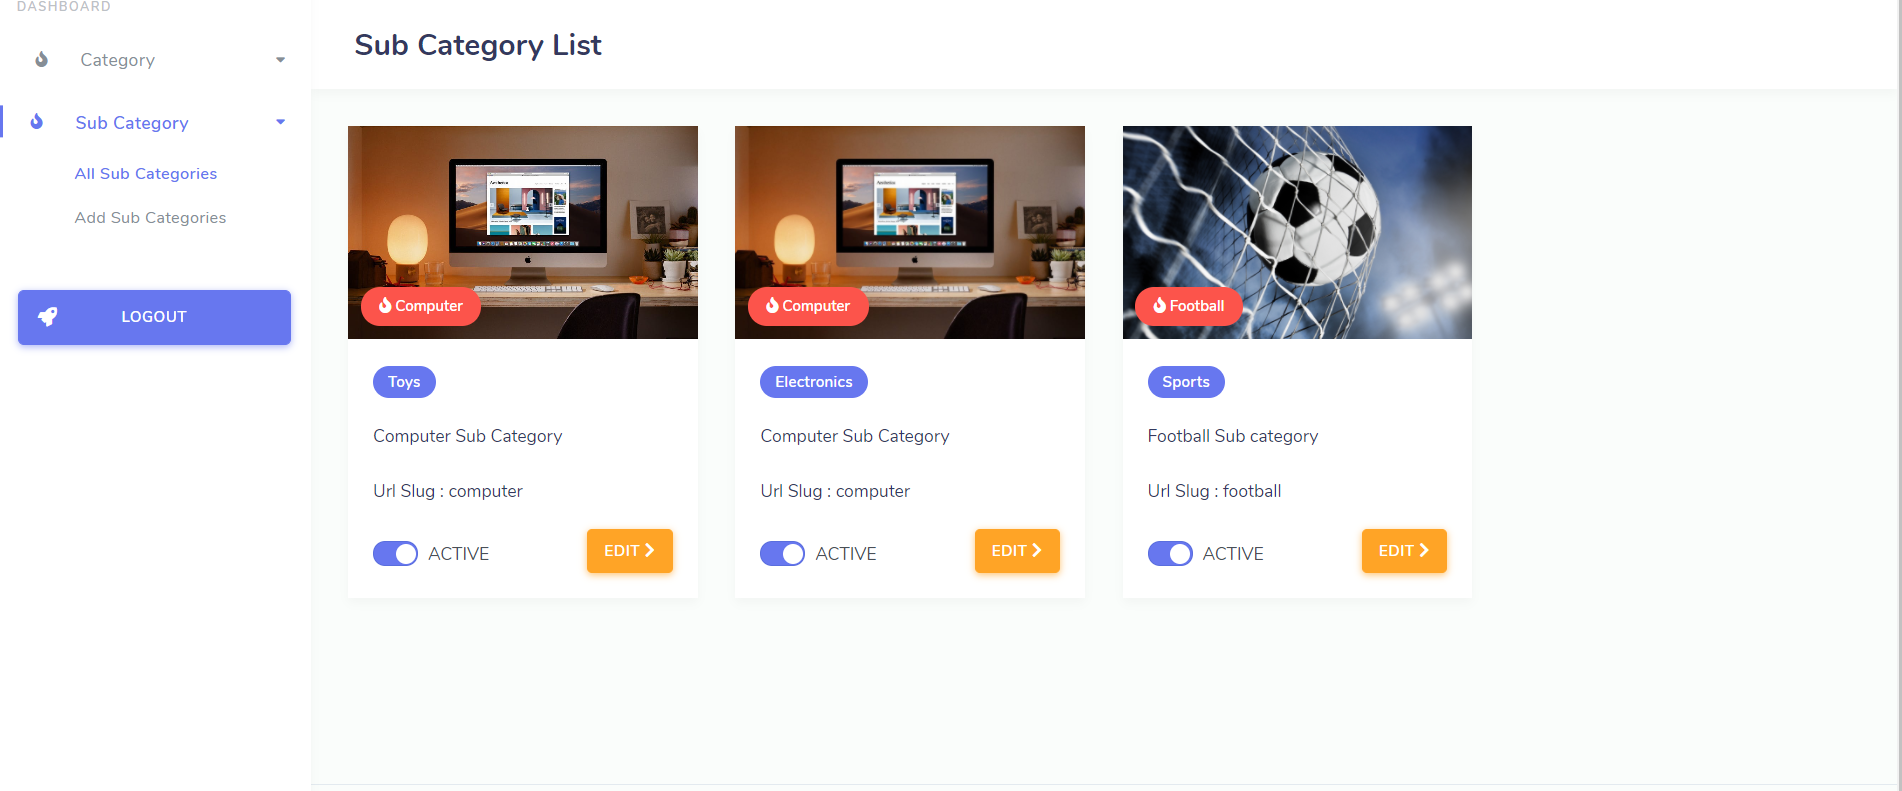 DASHBOARD
Category
Sub Category
All Sub Categories
Add Sub Categories
LOGOUT
Sub Category List
Computer
Toys
Computer Sub Category
Url Slug : computer
ACTIVE
EDIT
Computer
Electronics
Computer Sub Category
Url Slug : computer
ACTIVE
EDIT
Football
Sports
Football Sub category
Url Slug : football
ACTIVE
EDIT